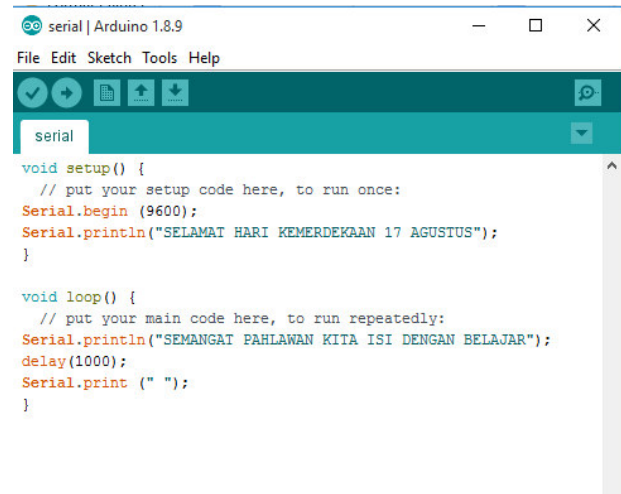 serial | Arduino 1.8.9
File Edit Sketch Tools Help
serial
void setup() {
  // put your setup code here, to run once:
Serial.begin (9600);
Serial.println("SELAMAT HARI KEMERDEKAAN 17 AGUSTUS");
}
void loop() {
  // put your main code here, to run repeatedly:
Serial.println("SEMANGAT PAHLAWAN KITA ISI DENGAN BELAJAR");
delay(1000);
Serial.print (" ");
}